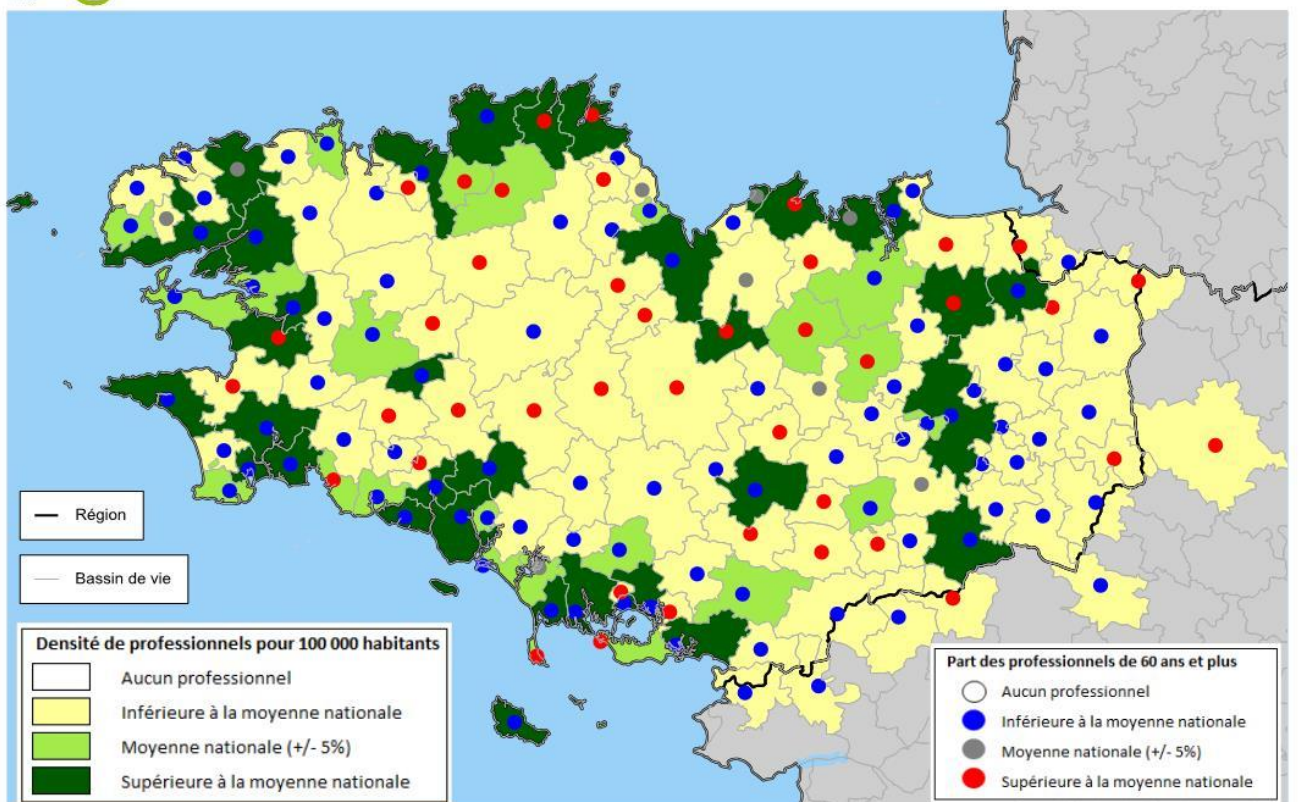 Région
Bassin de vie
Densité de professionnels pour 100 000 habitants
Aucun professionnel
Inférieure à la moyenne nationale
Moyenne nationale (+/- 5%)
Supérieure à la moyenne nationale
Part des professionnels de 60 ans et plus
Aucun professionnel
Inférieure à la moyenne nationale
Moyenne nationale (+/- 5%)
Supérieure à la moyenne nationale